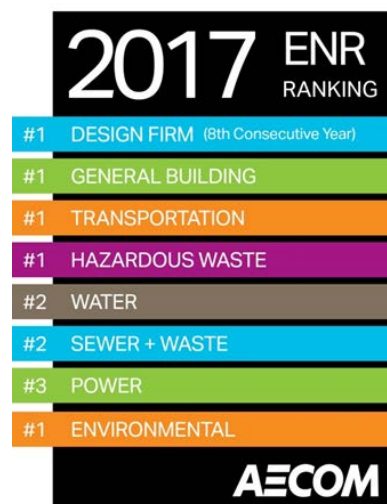 2017 ENR
RANKING
#1 DESIGN FIRM (8th Consecutive Year)
#1 GENERAL BUILDING
#1 TRANSPORTATION
#1 HAZARDOUS WASTE
#2 WATER
#2 SEWER + WASTE
#3 POWER
#1 ENVIRONMENTAL
AECOM